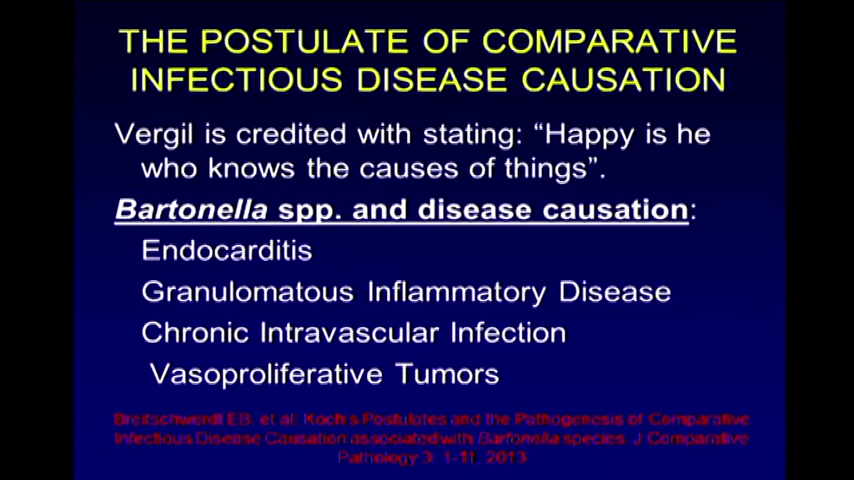 THE POSTULATE OF COMPARATIVE
INFECTIOUS DISEASE CAUSATION
Vergil is credited with stating: “Happy is he
who knows the causes of things”.
Bartonella spp. and disease causation:
Endocarditis
Granulomatous Inflammatory Disease
Chronic Intravascular Infection
Vasoproliferative Tumors
Breitschwerdt EB, et al: Koch's Postulates and the Pathogenesis of Comparative
Infectious Disease Causation associated with Bartonella species. J Comparative
Pathology 3: 1-11, 2013